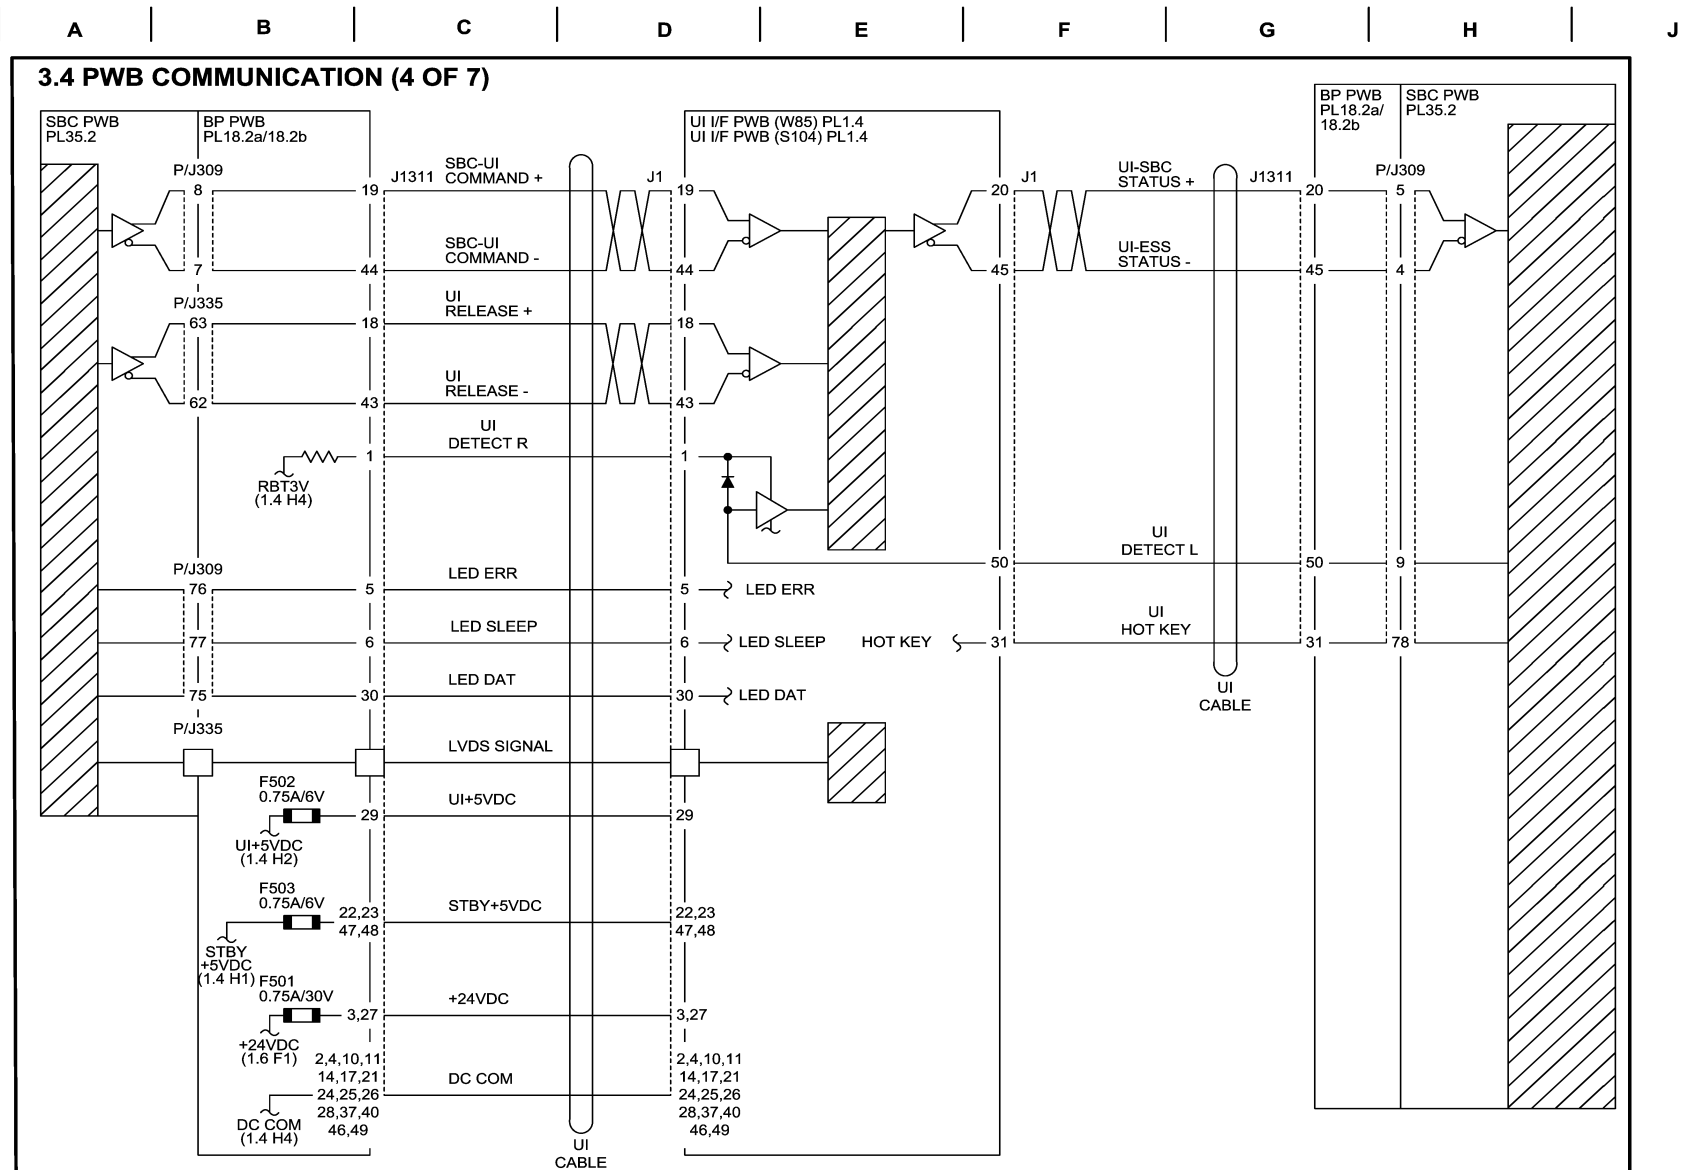 A B C D E F G H J
3.4 PWB COMMUNICATION (4 OF 7)
SBC PWB
PL35.2
BP PWB
PL18.2a/18.2b
UI I/F PWB (W85) PL1.4
UI I/F PWB (S104) PL1.4
BP PWB
PL18.2a/
18.2b
SBC PWB
PL35.2
P/J309
8
7
J1311
19
44
SBC-UI
COMMAND +
SBC-UI
COMMAND -
J1
19
44
20
45
J1
UI-SBC
STATUS +
UI-ESS
STATUS -
J1311
20
45
P/J309
5
4
P/J335
63
62
18
43
UI
RELEASE +
UI
RELEASE -
18
43
RBT3V
(1.4 H4)
1
UI
DETECT R
1
50
UI
DETECT L
50
9
P/J309
76
5
LED ERR
5
LED ERR
77
6
LED SLEEP
6
LED SLEEP
HOT KEY
31
UI
HOT KEY
31
78
75
30
LED DAT
30
LED DAT
UI
CABLE
P/J335
LVDS SIGNAL
F502
0.75A/6V
UI+5VDC
(1.4 H2)
29
UI+5VDC
29
F503
0.75A/6V
STBY
+5VDC
(1.4 H1)
22,23
47,48
STBY+5VDC
22,23
47,48
F501
0.75A/30V
+24VDC
(1.6 F1)
3,27
+24VDC
3,27
DC COM
(1.4 H4)
2,4,10,11
14,17,21
24,25,26
28,37,40
46,49
DC COM
2,4,10,11
14,17,21
24,25,26
28,37,40
46,49
UI
CABLE